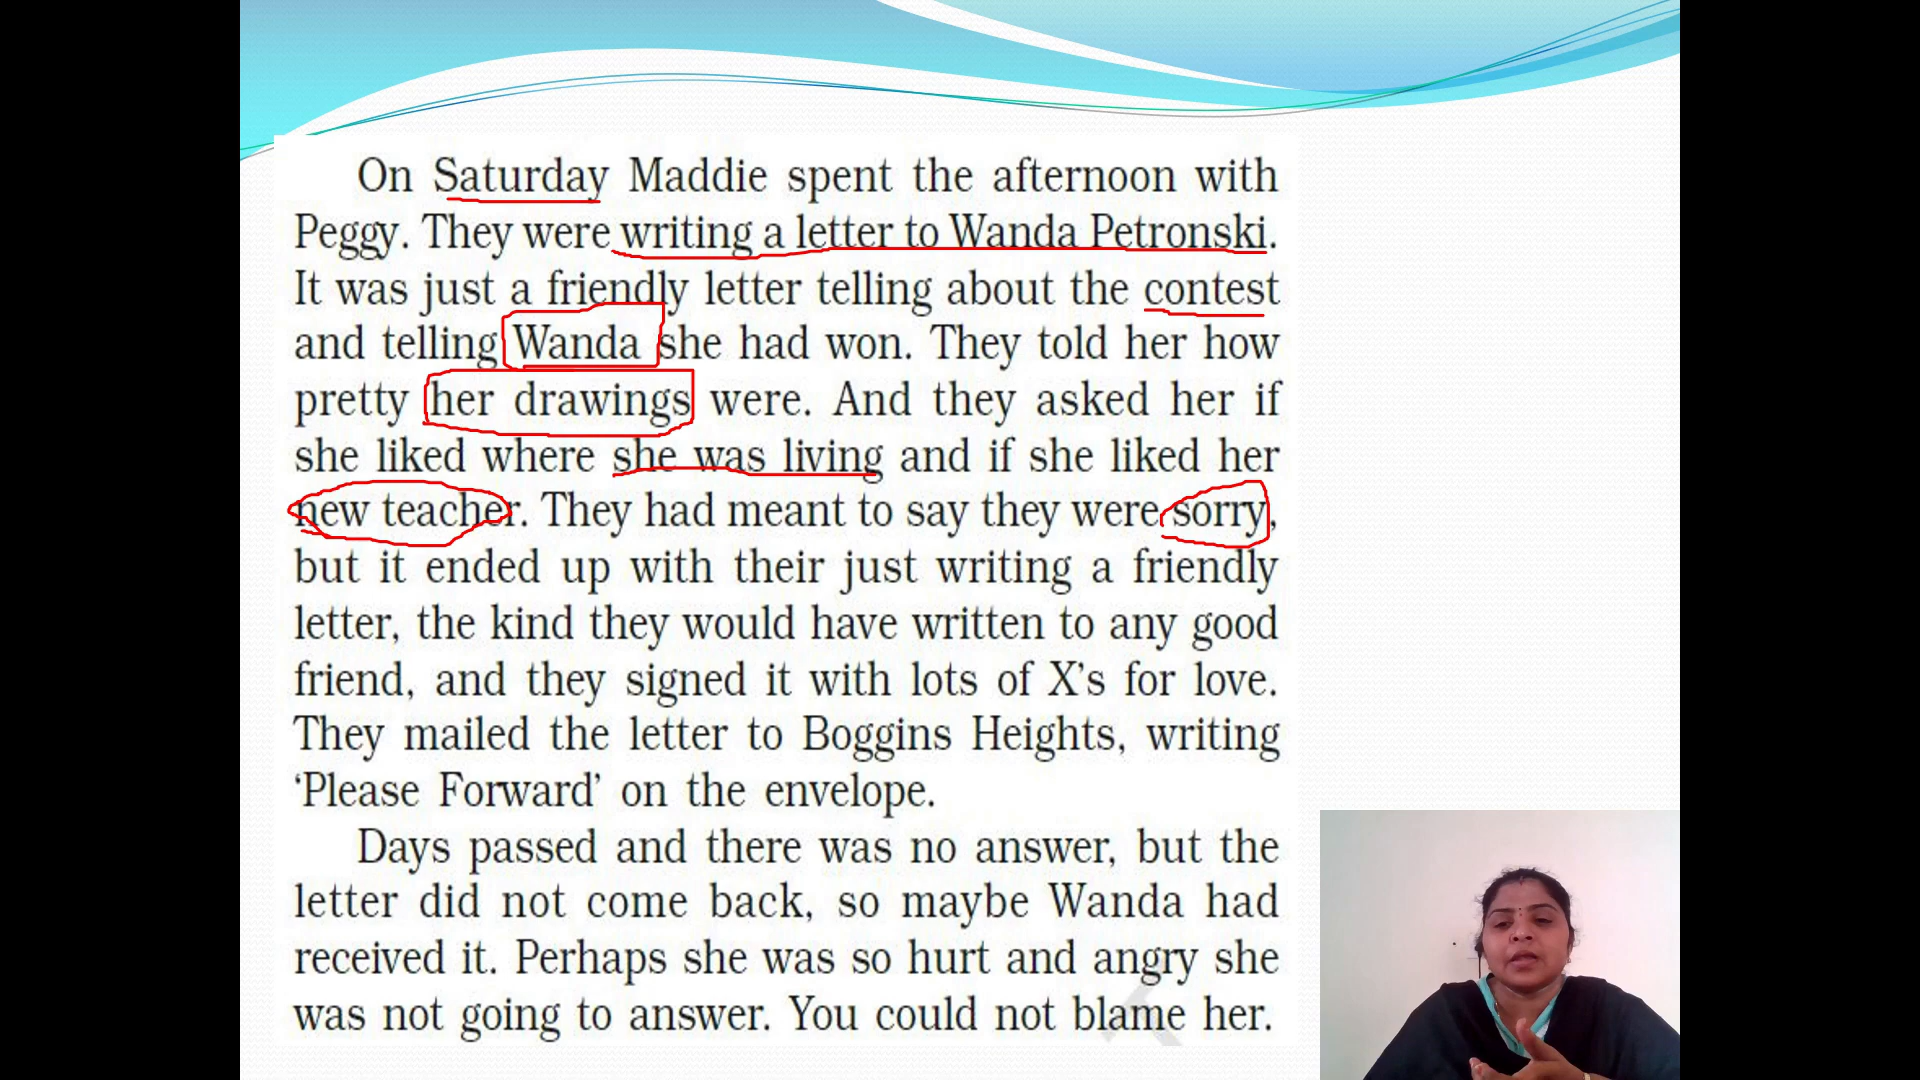 On Saturday Maddie spent the afternoon with
Peggy. They were writing a letter to Wanda Petronski.
It was just a friendly letter telling about the contest
and telling Wanda she had won. They told her how
pretty her drawings were. And they asked her if
she liked where she was living and if she liked her
new teacher. They had meant to say they were sorry,
but it ended up with their just writing a friendly
letter, the kind they would have written to any good
friend, and they signed it with lots of X’s for love.
They mailed the letter to Boggins Heights, writing
‘Please Forward’ on the envelope.
Days passed and there was no answer, but the
letter did not come back, so maybe Wanda had
received it. Perhaps she was so hurt and angry she
was not going to answer. You could not blame her.